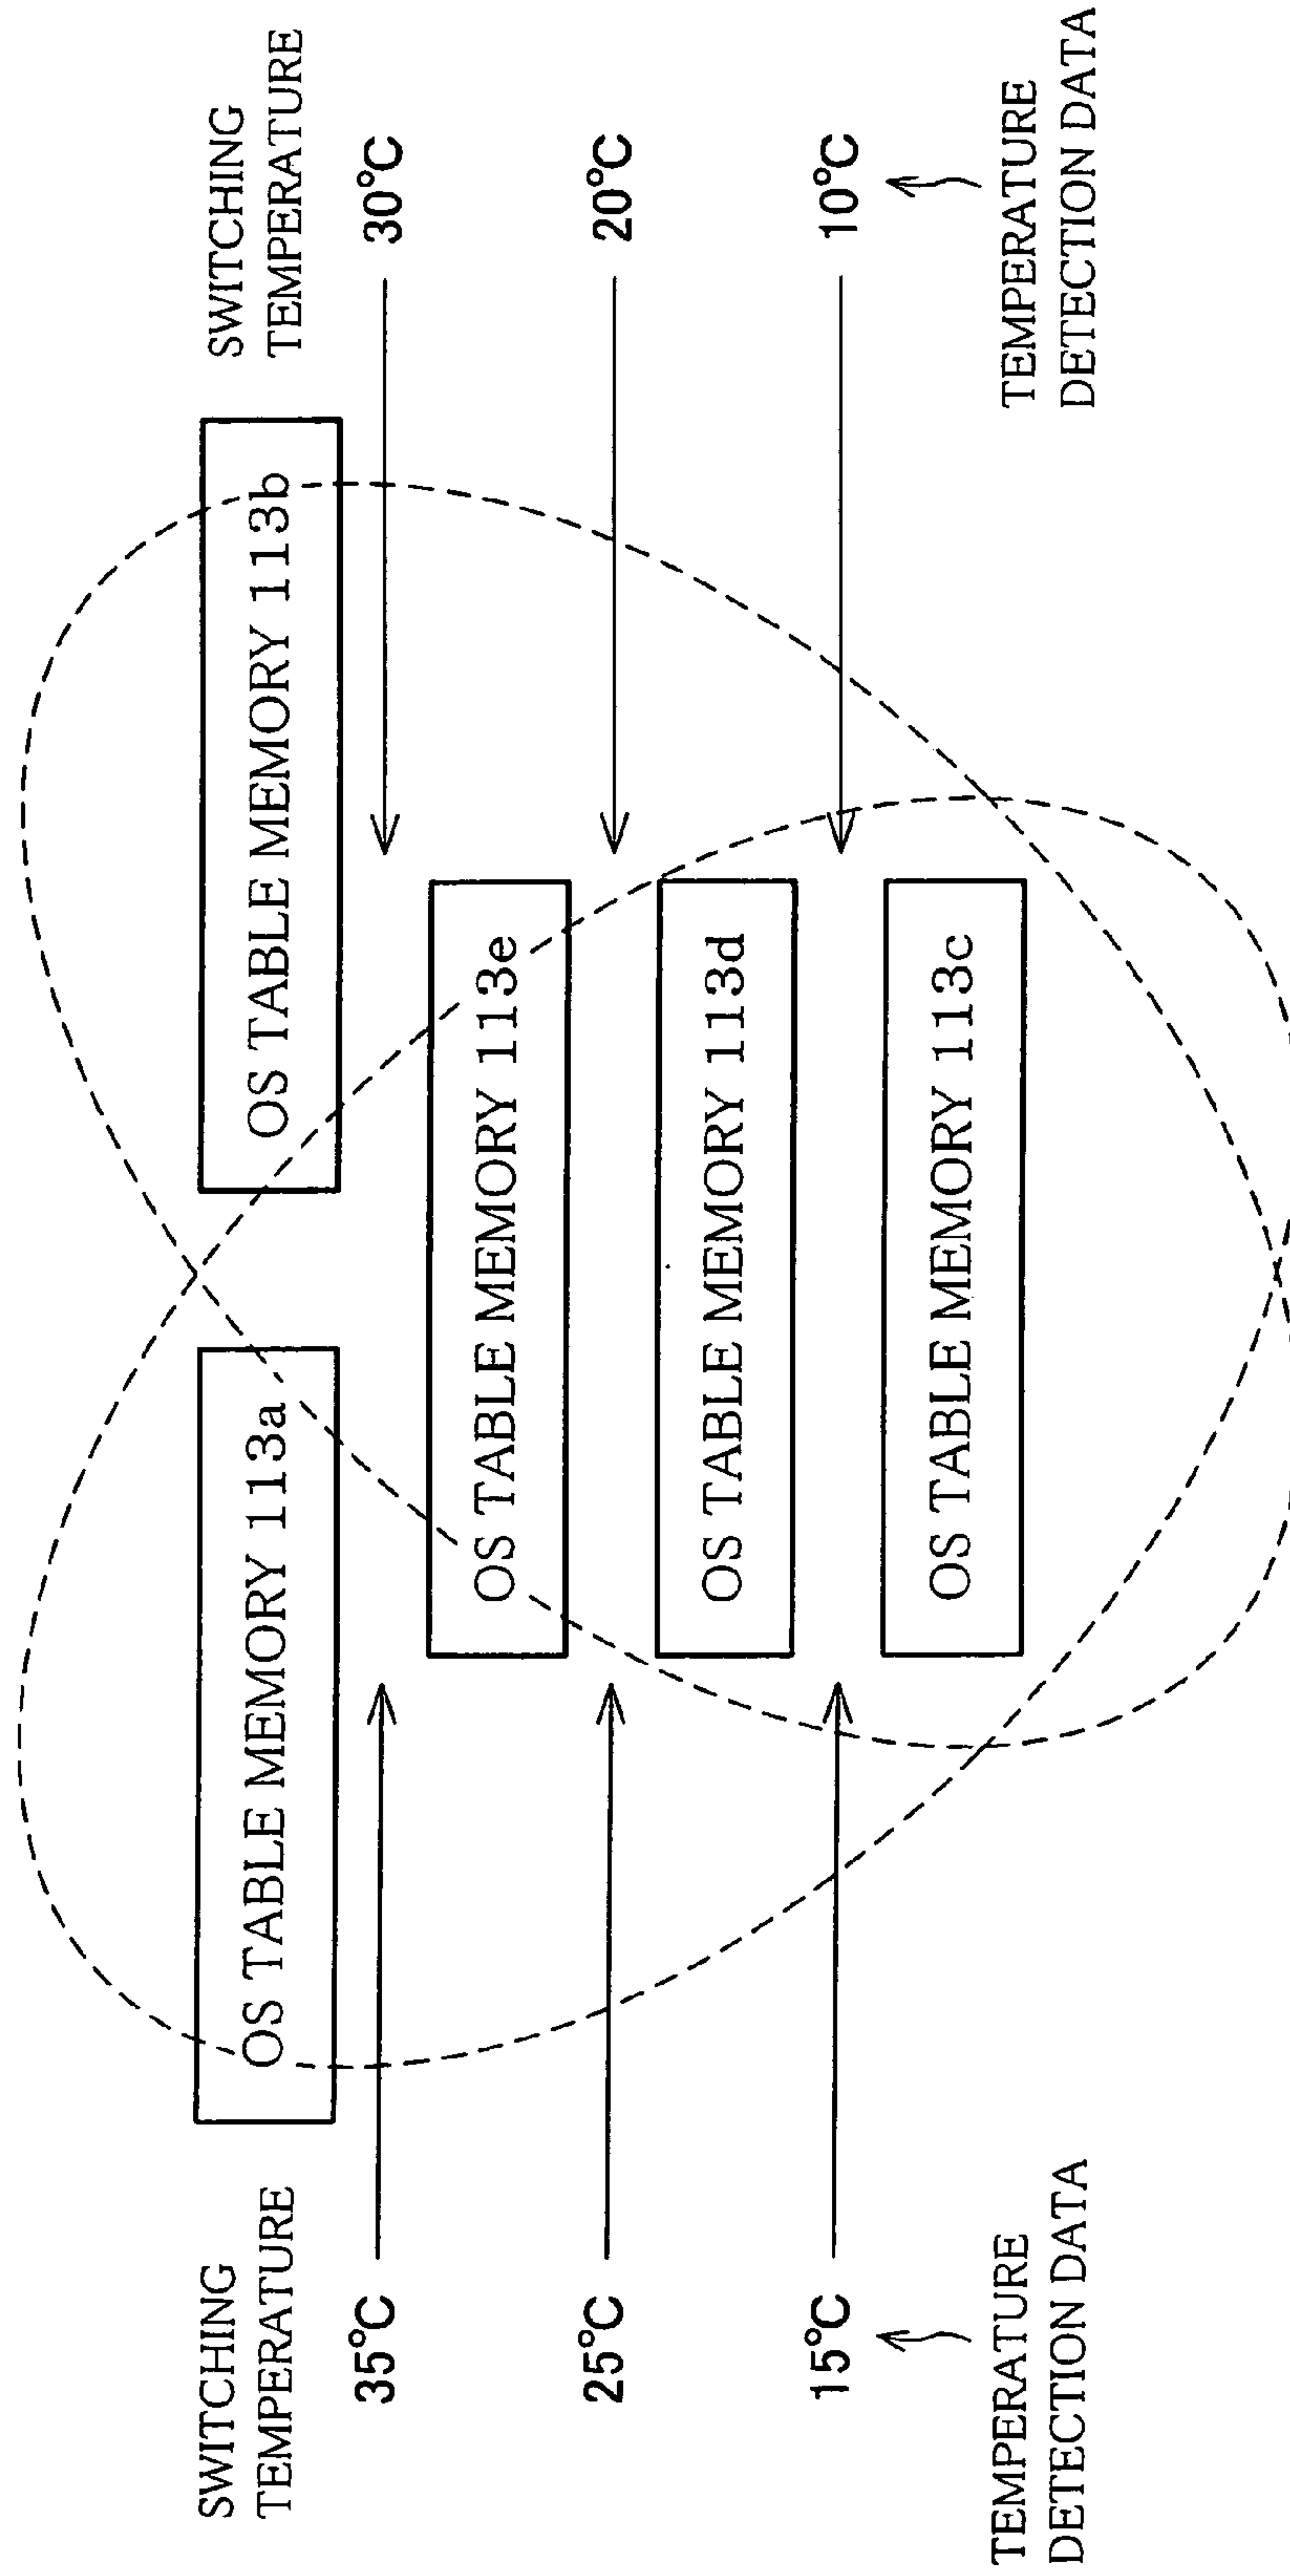 SWITCHING
TEMPERATURE
OS TABLE MEMORY 113a
OS TABLE MEMORY 113b
SWITCHING
TEMPERATURE
35°C
30°C
OS TABLE MEMORY 113e
25°C
20°C
OS TABLE MEMORY 113d
15°C
10°C
OS TABLE MEMORY 113c
TEMPERATURE
DETECTION DATA
TEMPERATURE
DETECTION DATA